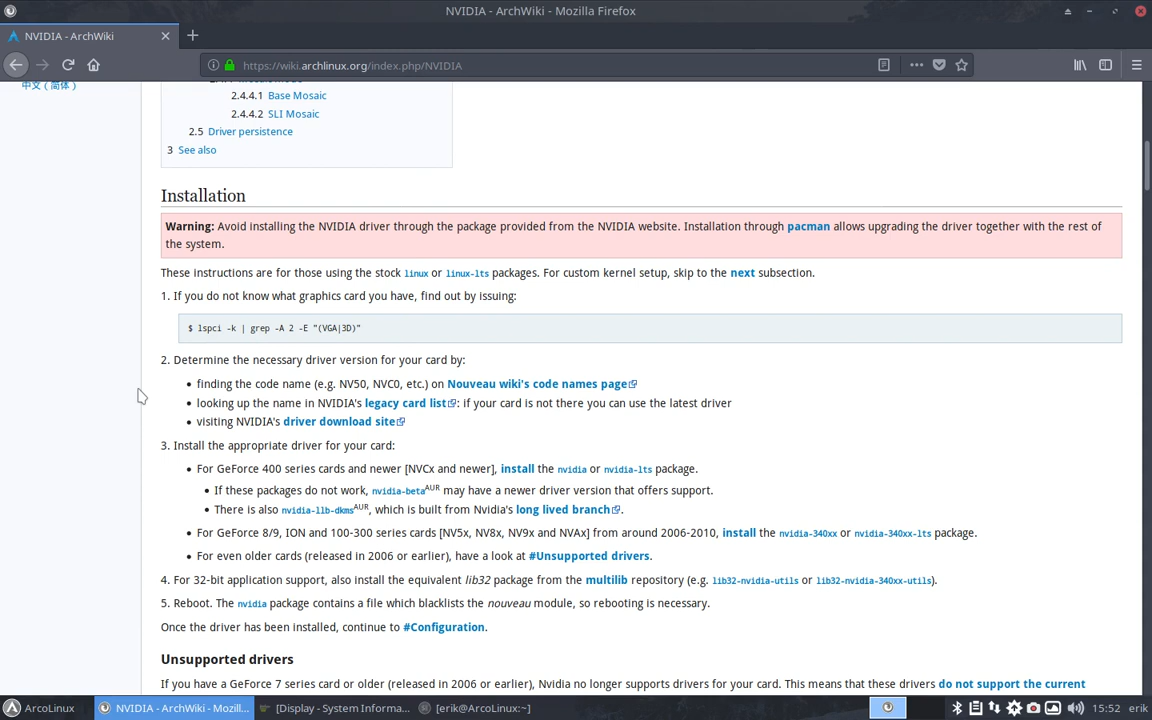 NVIDIA - ArchWiki - Mozilla Firefox
NVIDIA - ArchWiki
https://wiki.archlinux.org/index.php/NVIDIA
中文（简体）
2.4.4.1 Base Mosaic
2.4.4.2 SLI Mosaic
2.5 Driver persistence
3 See also
Installation
Warning: Avoid installing the NVIDIA driver through the package provided from the NVIDIA website. Installation through pacman allows upgrading the driver together with the rest of
the system.
These instructions are for those using the stock linux or linux-lts packages. For custom kernel setup, skip to the next subsection.
1. If you do not know what graphics card you have, find out by issuing:
$ lspci -k | grep -A 2 -E "(VGA|3D)"
2. Determine the necessary driver version for your card by:
• finding the code name (e.g. NV50, NVC0, etc.) on Nouveau wiki's code names page
• looking up the name in NVIDIA's legacy card list: if your card is not there you can use the latest driver
• visiting NVIDIA's driver download site
3. Install the appropriate driver for your card:
• For GeForce 400 series cards and newer [NVCx and newer], install the nvidia or nvidia-lts package.
• If these packages do not work, nvidia-beta AUR may have a newer driver version that offers support.
• There is also nvidia-llb-dkms AUR, which is built from Nvidia's long lived branch.
• For GeForce 8/9, ION and 100-300 series cards [NV5x, NV8x, NV9x and NVAx] from around 2006-2010, install the nvidia-340xx or nvidia-340xx-lts package.
• For even older cards (released in 2006 or earlier), have a look at #Unsupported drivers.
4. For 32-bit application support, also install the equivalent lib32 package from the multilib repository (e.g. lib32-nvidia-utils or lib32-nvidia-340xx-utils).
5. Reboot. The nvidia package contains a file which blacklists the nouveau module, so rebooting is necessary.
Once the driver has been installed, continue to #Configuration.
Unsupported drivers
If you have a GeForce 7 series card or older (released in 2006 or earlier), Nvidia no longer supports drivers for your card. This means that these drivers do not support the current
ArcoLinux NVIDIA - ArchWiki - Mozill... [Display - System Informa... [erik@ArcoLinux:~] 15:52 erik